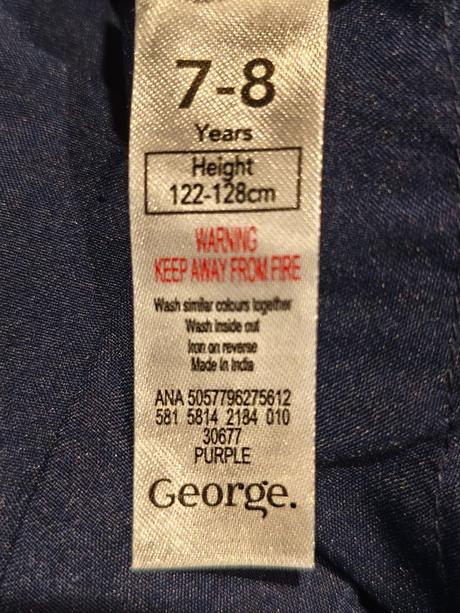 7-8
Years
Height
122-128cm
WARNING
KEEP AWAY FROM FIRE
Wash similar colours together
Wash inside out
Iron on reverse
Made in India
ANA 5057796275612
581 5814 2184 010
30677
PURPLE
George.